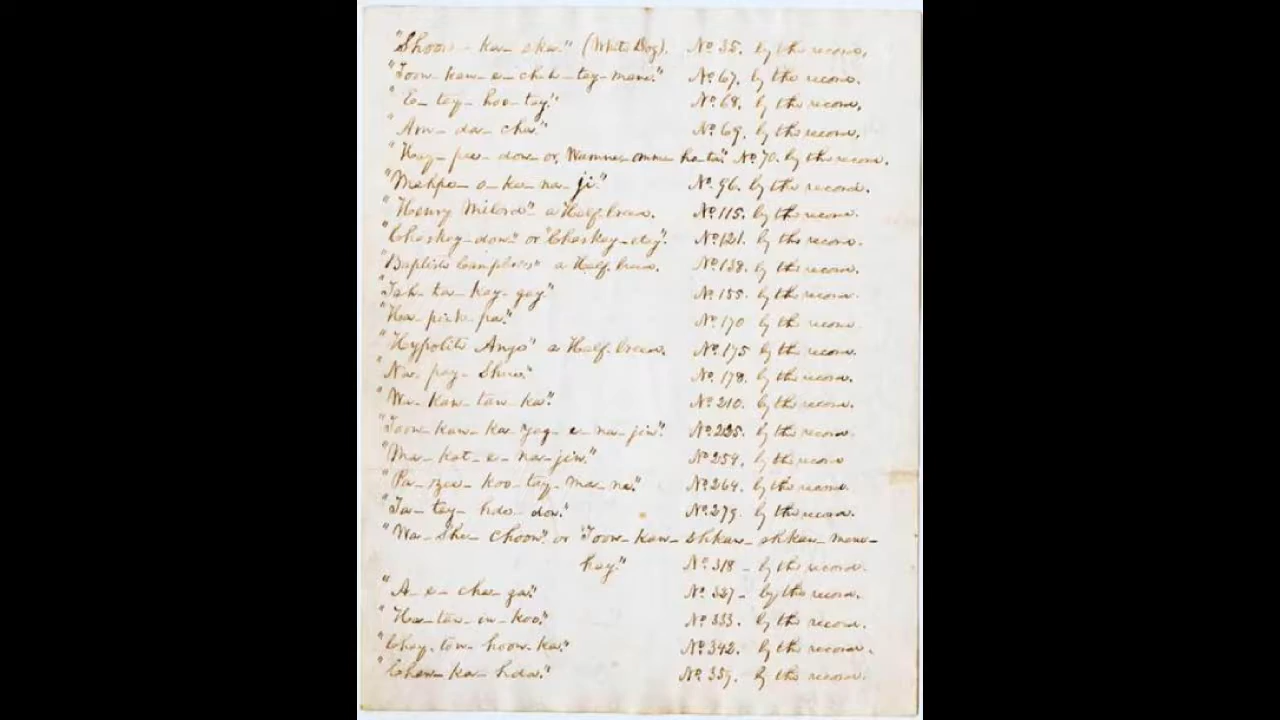 "Shoon-ka-ska." (White Dog). No. 35. by the record.
"Toon-kan-e-chah-tay-mane." No. 67. by the record.
"E-tay-hoo-tay." No. 68. by the record.
"Am-da-cha." No. 69. by the record.
"Hay-pee-don or, Wamne-omne-ho-ta." No. 70. by the record.
"Mahpe-o-ke-na-ji." No. 96. by the record.
"Henry Milord" a Half-breed. No. 115. by the record.
"Chaskey-don" or "Chaskey-etay". No. 121. by the record.
"Baptiste Campbell" a Half-breed. No. 138. by the record.
"Tah-ta-kay-gay." No. 155. by the record.
"Ha-pink-pa." No 170 by the record.
"Hypolite Ange" a Half-breed. No. 175 by the record.
"Na-pay-Shue." No. 178. by the record.
"Wa-kan-tan-ka." No. 210. by the record.
"Toon-kan-ka-yag-e-na-jin". No. 225. by the record.
"Ma-kat-e-na-jin." No 254. by the record
"Pa-zee-koo-tay-ma-ne." No. 264. by the record.
"Ta-tay-hde-don." No. 279. by the record.
"Wa-She-choon." or "Toon-kan-shkan-shkan-mene-
hay." No. 318 - by the record.
"A-e-cha-ga." No. 327 - by the record.
"Ha-tan-in-koo." No. 333. by the record.
"Chay-ton-hoon-ka." No. 342. by the record.
"Chan-ka-hda." No. 359. by the record.